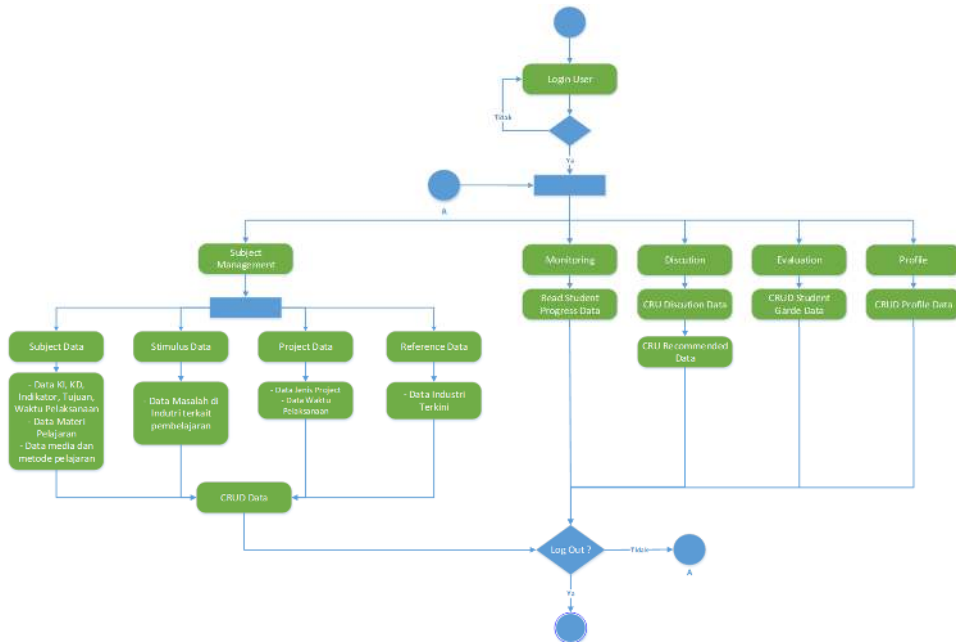 Login User
Tidak
Ya
A
Subject
Management
Monitoring
Discution
Evaluation
Profile
Read Student
Progress Data
CRU Discution Data
CRUD Student
Garde Data
CRUD Profile Data
CRU Recommended
Data
Subject Data
Stimulus Data
Project Data
Reference Data
- Data KI, KD,
Indikator, Tujuan,
Waktu Pelaksanaan
- Data Materi
Pelajaran
- Data media dan
metode pelajaran
- Data Masalah di
Indutri terkait
pembelajaran
- Data Jenis Project
- Data Waktu
Pelaksanaan
- Data Industri
Terkini
CRUD Data
Log Out ?
Tidak
A
Ya